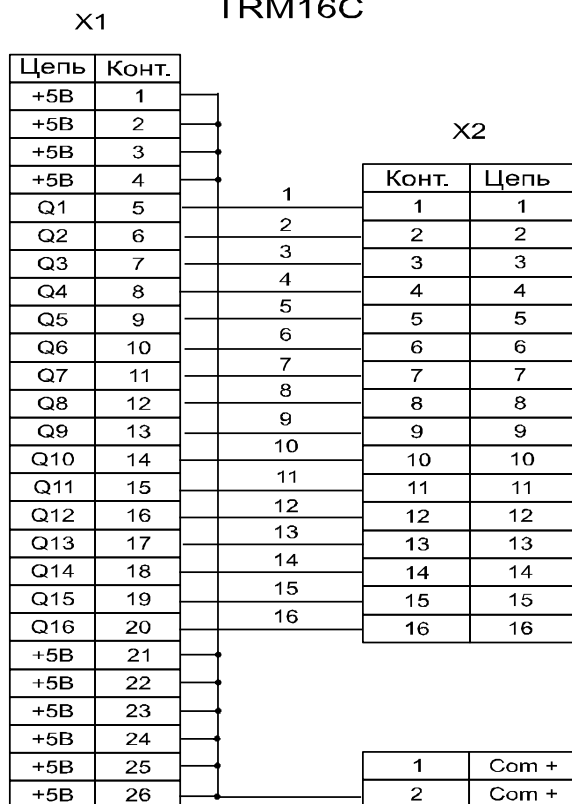 TRM16C
X1
Цепь Конт.
+5В 1
+5В 2
+5В 3
+5В 4
Q1 5
Q2 6
Q3 7
Q4 8
Q5 9
Q6 10
Q7 11
Q8 12
Q9 13
Q10 14
Q11 15
Q12 16
Q13 17
Q14 18
Q15 19
Q16 20
+5В 21
+5В 22
+5В 23
+5В 24
+5В 25
+5В 26
1
2
3
4
5
6
7
8
9
10
11
12
13
14
15
16
X2
Конт. Цепь
1 1
2 2
3 3
4 4
5 5
6 6
7 7
8 8
9 9
10 10
11 11
12 12
13 13
14 14
15 15
16 16
1 Com +
2 Com +